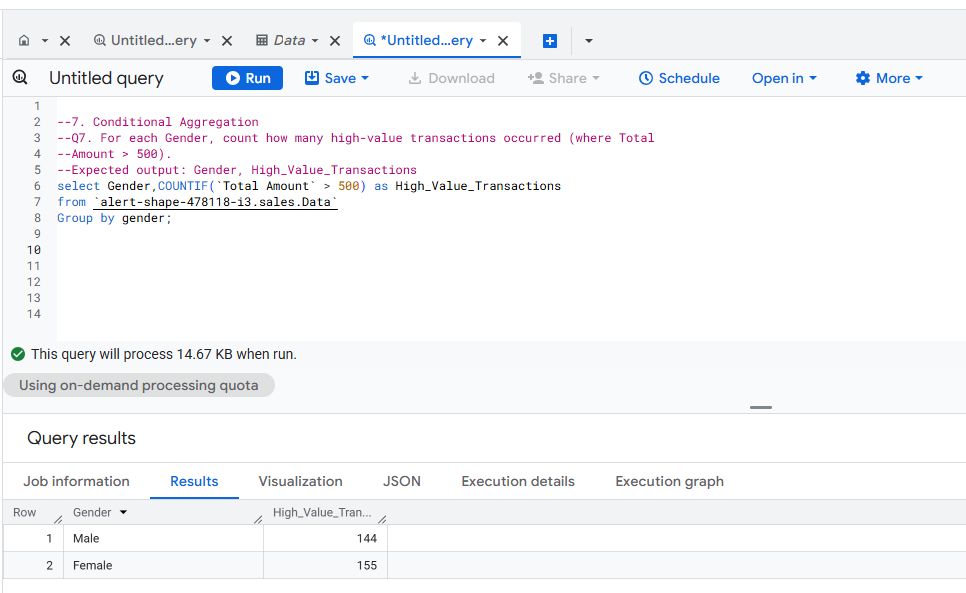 Untitled...ery
Data
*Untitled...ery
Untitled query
Run
Save
Download
Share
Schedule
Open in
More
1
2 --7. Conditional Aggregation
3 --Q7. For each Gender, count how many high-value transactions occurred (where Total
4 --Amount > 500).
5 --Expected output: Gender, High_Value_Transactions
6 select Gender,COUNTIF(`Total Amount` > 500) as High_Value_Transactions
7 from `alert-shape-478118-i3.sales.Data`
8 Group by gender;
9
10
11
12
13
14
This query will process 14.67 KB when run.
Using on-demand processing quota
Query results
Job information
Results
Visualization
JSON
Execution details
Execution graph
Row Gender High_Value_Tran...
1 Male 144
2 Female 155